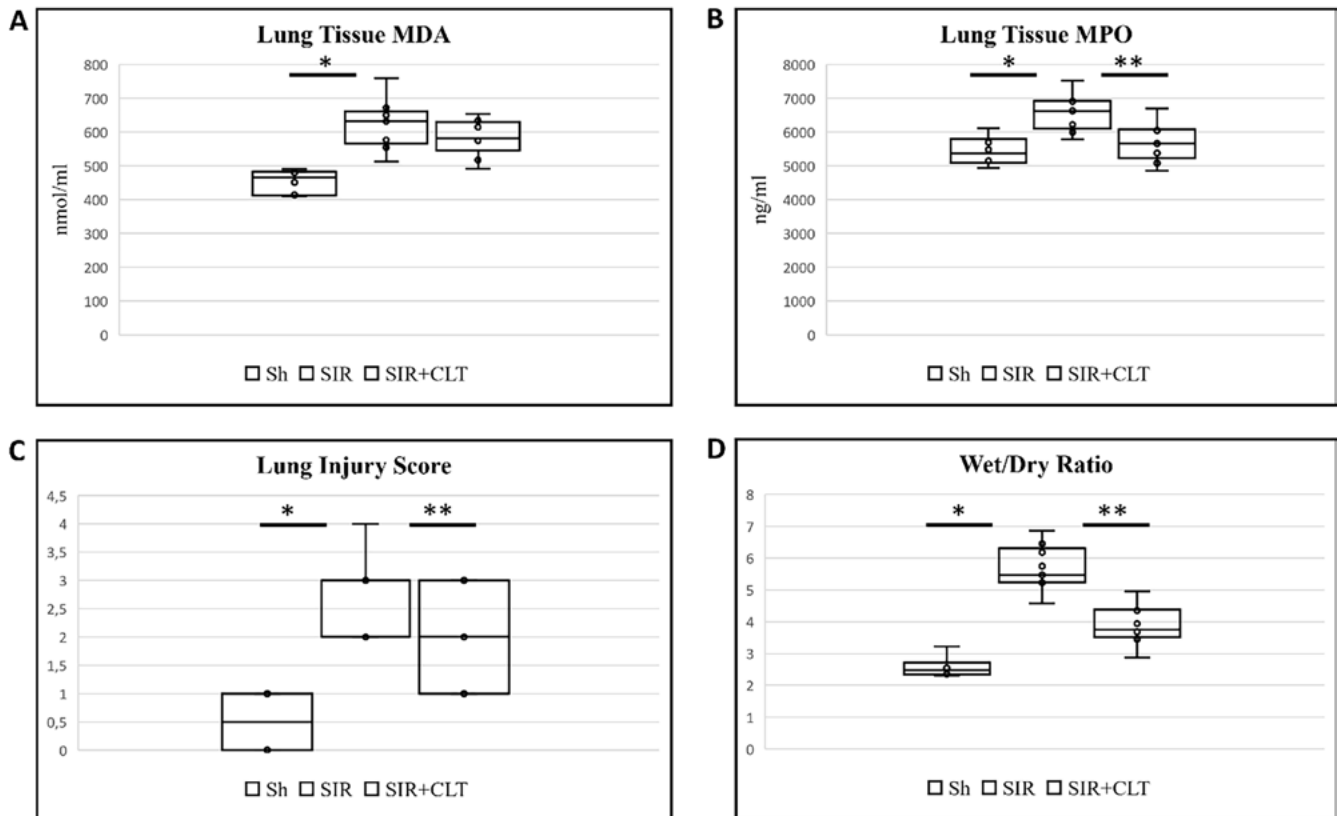 A
Lung Tissue MDA
*
800
700
600
500
400
300
200
100
0
nmol/ml
Sh SIR SIR+CLT
B
Lung Tissue MPO
* **
8000
7000
6000
5000
4000
6000
2000
1000
0
ng/ml
Sh SIR SIR+CLT
C
Lung Injury Score
* **
4,5
4
3,5
3
2,5
2
1,5
1
0,5
0
Sh SIR SIR+CLT
D
Wet/Dry Ratio
* **
8
7
6
5
4
3
2
1
0
Sh SIR SIR+CLT